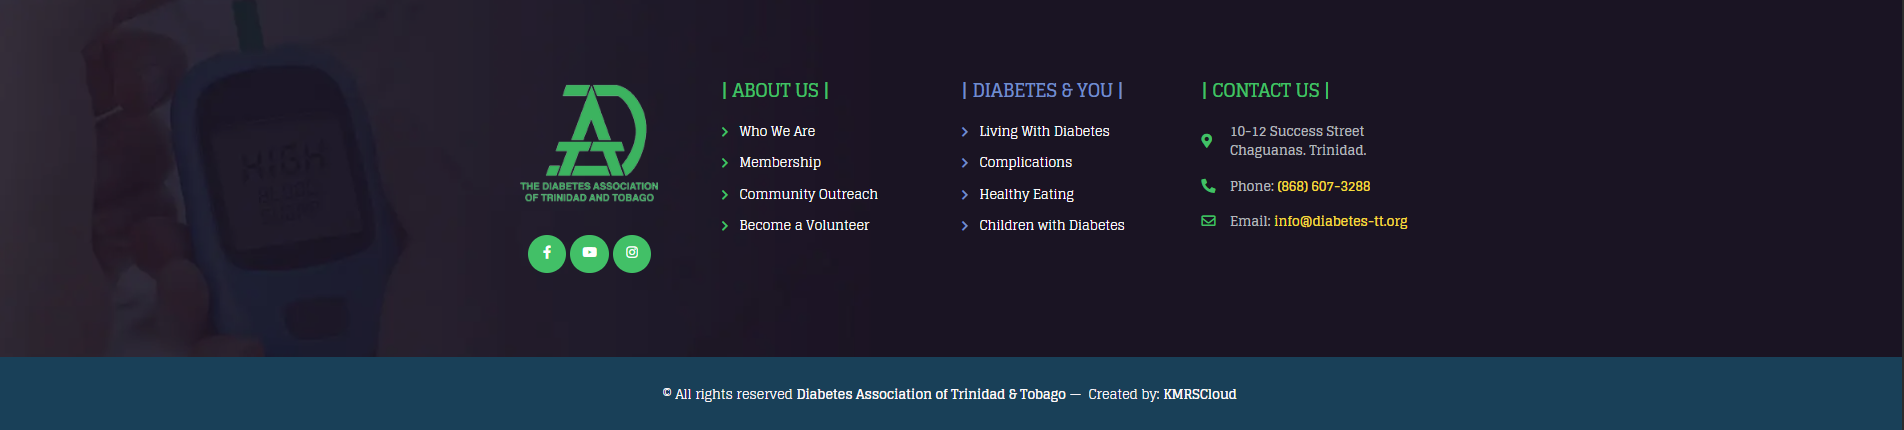 THE DIABETES ASSOCIATION
OF TRINIDAD AND TOBAGO
| ABOUT US |
Who We Are
Membership
Community Outreach
Become a Volunteer
| DIABETES & YOU |
Living With Diabetes
Complications
Healthy Eating
Children with Diabetes
| CONTACT US |
10-12 Success Street
Chaguanas. Trinidad.
Phone: (868) 607-3288
Email: info@diabetes-tt.org
HIGH
© All rights reserved Diabetes Association of Trinidad & Tobago — Created by: KMRSCloud